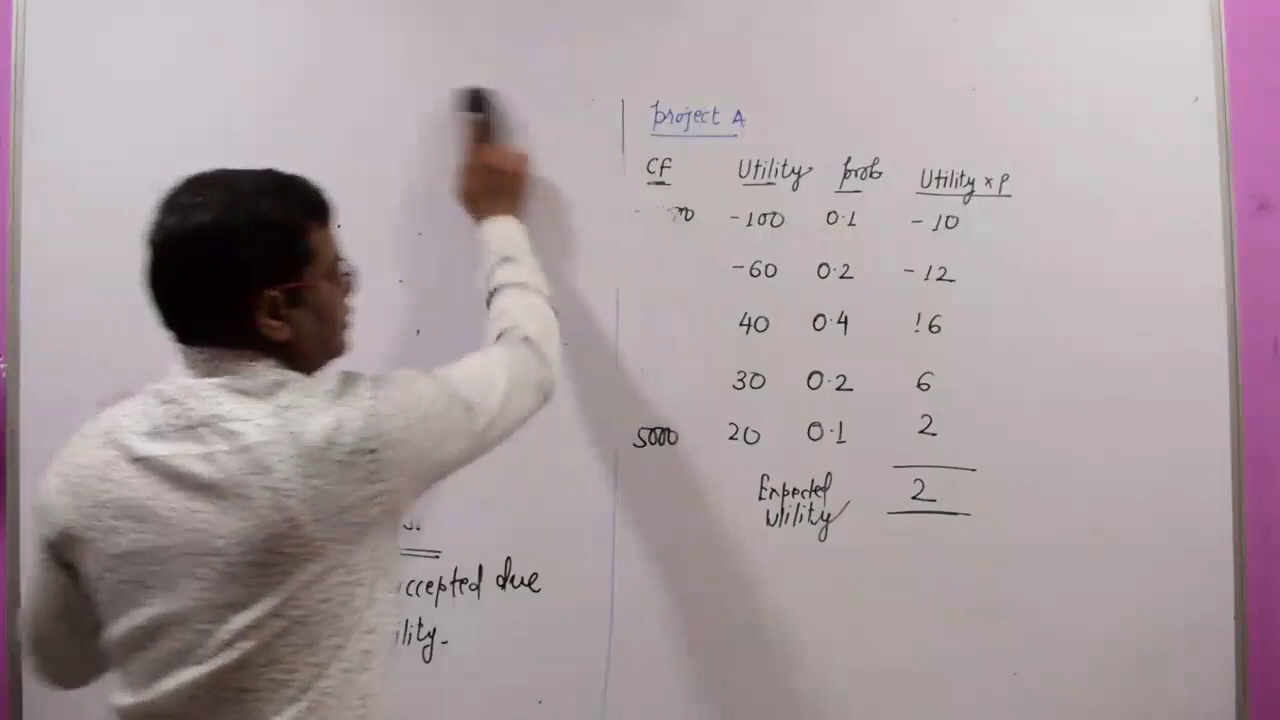 project A
CF Utility prob Utility x P
-100 0.1 -10
-60 0.2 -12
40 0.4 16
30 0.2 6
5000 20 0.1 2
Expected Utility 2
ccepted due
ility.